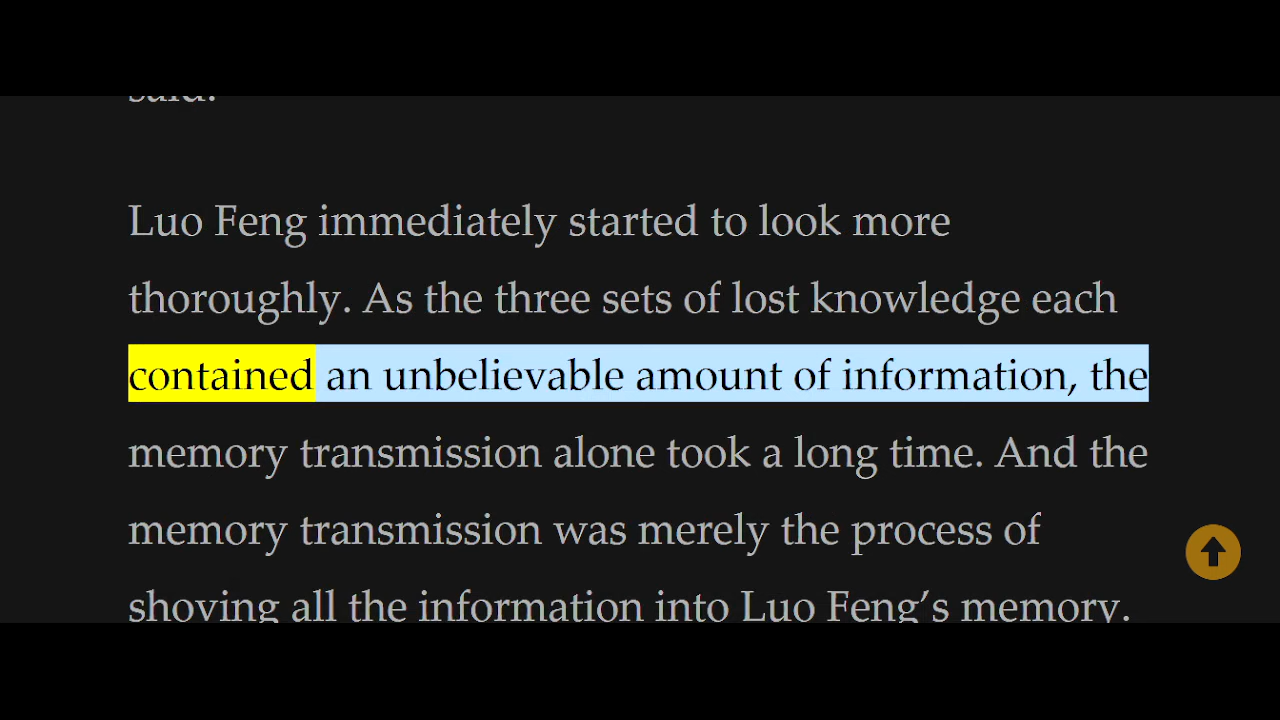 said.
Luo Feng immediately started to look more
thoroughly. As the three sets of lost knowledge each
contained an unbelievable amount of information, the
memory transmission alone took a long time. And the
memory transmission was merely the process of
shoving all the information into Luo Feng’s memory.